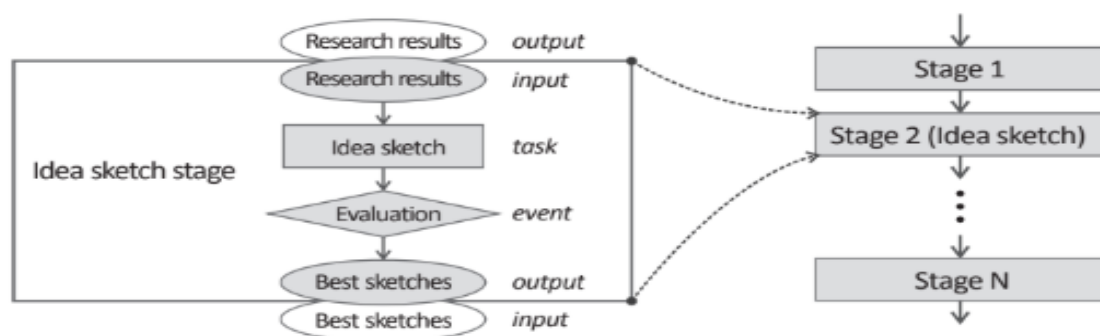 Research results output
Research results input
Idea sketch task
Idea sketch stage
Evaluation event
Best sketches output
Best sketches input
Stage 1
Stage 2 (Idea sketch)
Stage N